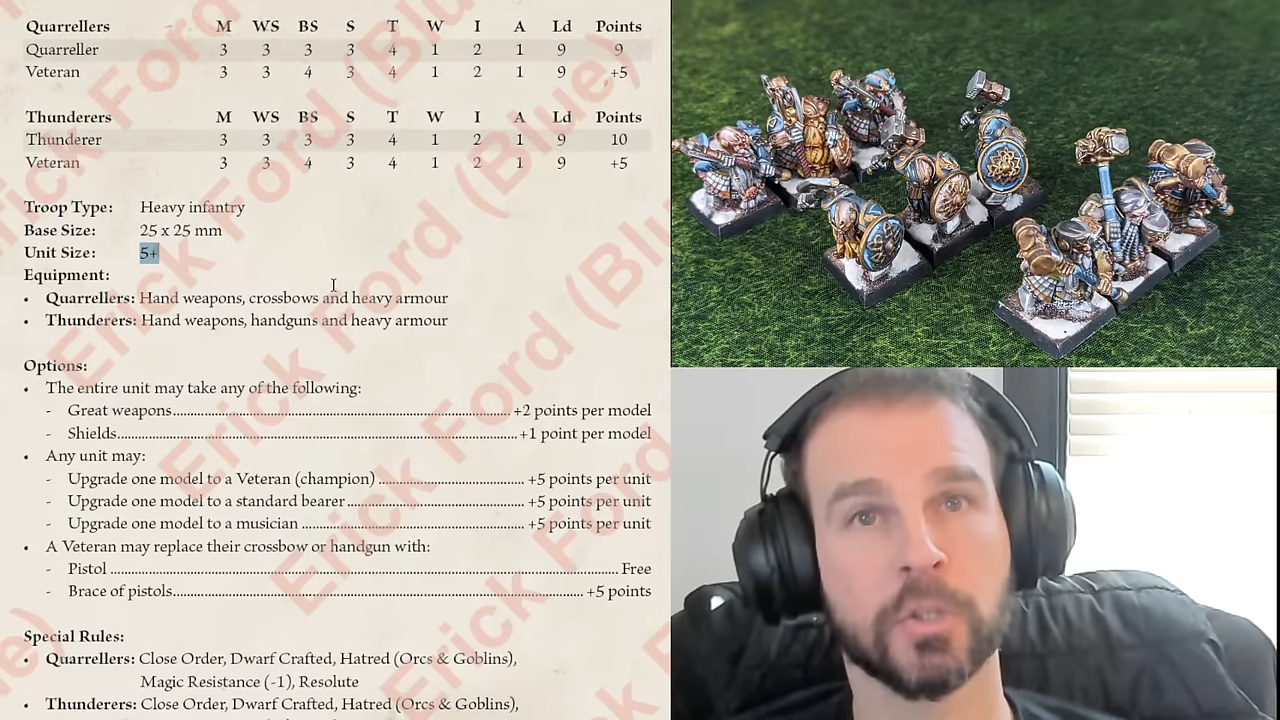 Quarrellers M WS BS S T W I A Ld Points
Quarreller 3 3 3 3 4 1 2 1 9 9
Veteran 3 3 4 3 4 1 2 1 9 +5
Thunderers M WS BS S T W I A Ld Points
Thunderer 3 3 3 3 4 1 2 1 9 10
Veteran 3 3 4 3 4 1 2 1 9 +5
Troop Type: Heavy infantry
Base Size: 25 x 25 mm
Unit Size: 5+
Equipment:
• Quarrellers: Hand weapons, crossbows and heavy armour
• Thunderers: Hand weapons, handguns and heavy armour
Options:
• The entire unit may take any of the following:
- Great weapons........ +2 points per model
- Shields........ +1 point per model
• Any unit may:
- Upgrade one model to a Veteran (champion)........ +5 points per unit
- Upgrade one model to a standard bearer........ +5 points per unit
- Upgrade one model to a musician........ +5 points per unit
• A Veteran may replace their crossbow or handgun with:
- Pistol........ Free
- Brace of pistols........ +5 points
Special Rules:
• Quarrellers: Close Order, Dwarf Crafted, Hatred (Orcs & Goblins),
Magic Resistance (-1), Resolute
• Thunderers: Close Order, Dwarf Crafted, Hatred (Orcs & Goblins),
Erick Ford (Blue)
Erick Ford (Blue)
Erick Ford